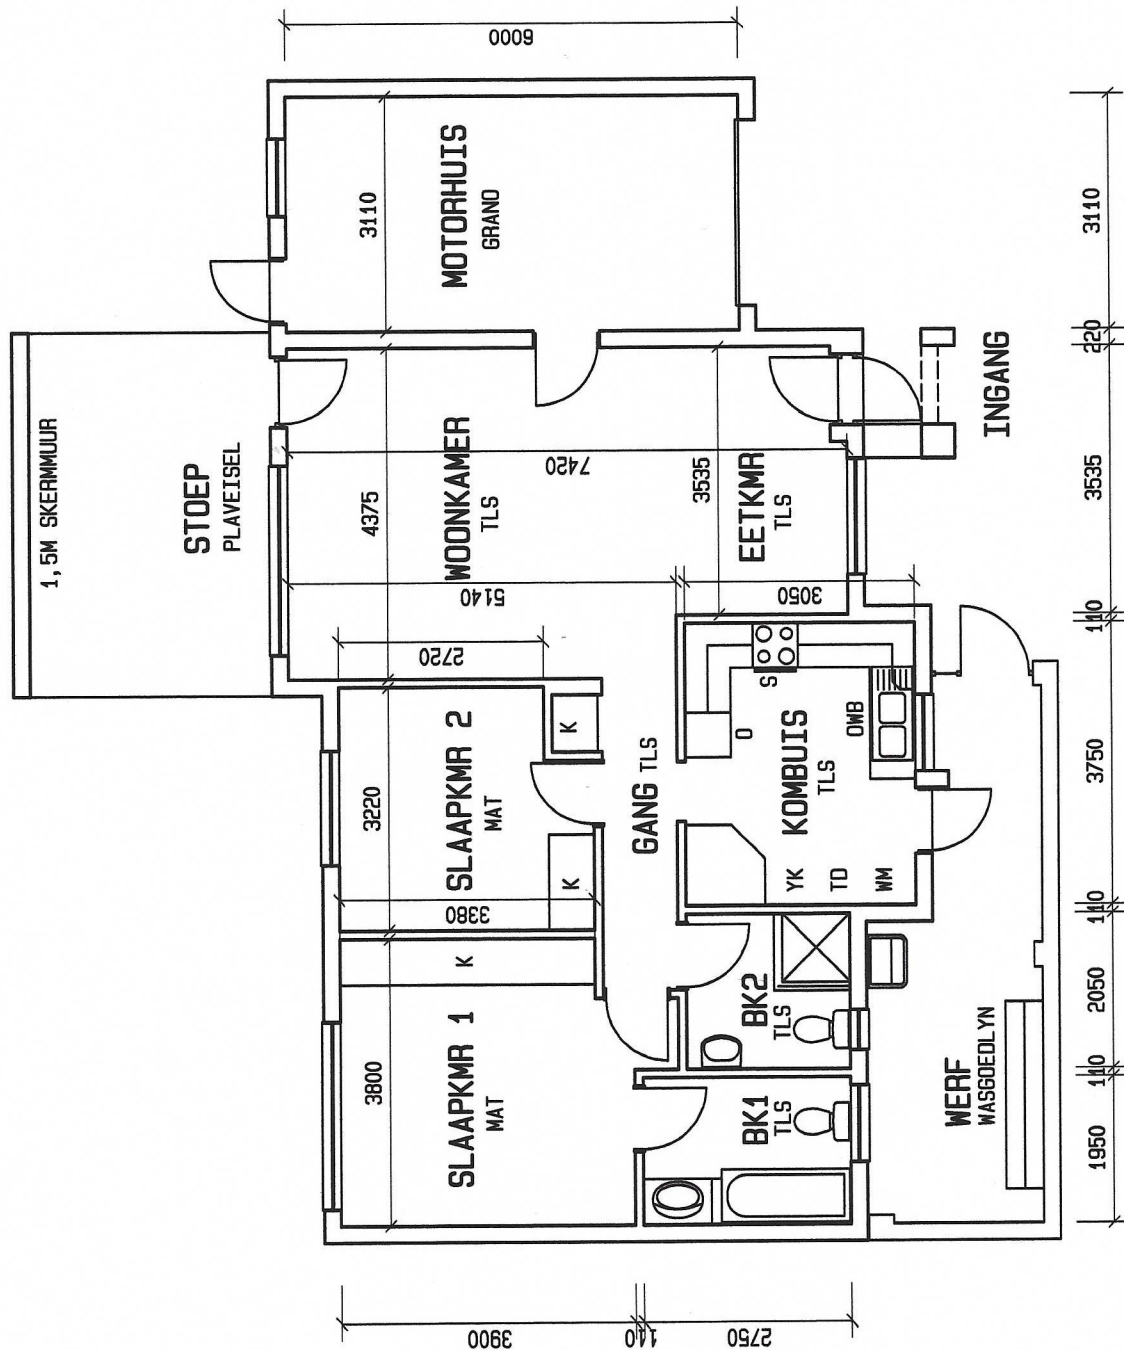 1,5M SKERMMUUR
STOEP
PLAVEISEL
6000
3110
MOTORHUIS
GRANO
4375
WOONKAMER
TLS
7420
5140
3535
EETKMR
TLS
3050
2720
3220
SLAAPKMR 2
MAT
3380
K
K
K
3800
SLAAPKMR 1
MAT
GANG TLS
S
O
OWB
KOMBUIS
TLS
YK
TD
WM
BK2
TLS
BK1
TLS
WERF
WASGOEDLYN
INGANG
3900
110
2750
1950
110
2050
110
3750
110
3535
220
3110